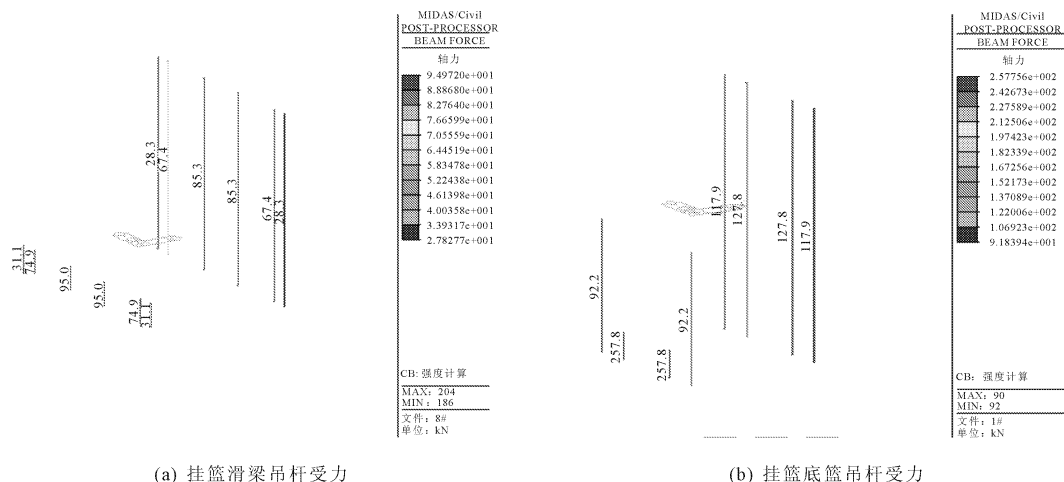 MIDAS/Civil
POST-PROCESSOR
BEAM FORCE
轴力
9.49720e+001
8.88680e+001
8.27640e+001
7.66599e+001
7.05559e+001
6.44519e+001
5.83478e+001
5.22438e+001
4.61398e+001
4.00358e+001
3.39317e+001
2.78277e+001
28.3
67.4
85.3
85.3
67.4
28.3
31.1
74.9
95.0
95.0
74.9
31.1
CB: 强度计算
MAX: 204
MIN: 186
文件: 8#
单位: kN
(a) 挂篮滑梁吊杆受力
MIDAS/Civil
POST-PROCESSOR
BEAM FORCE
轴力
2.57756e+002
2.42673e+002
2.27589e+002
2.12506e+002
1.97423e+002
1.82339e+002
1.67256e+002
1.52173e+002
1.37089e+002
1.22006e+002
1.06923e+002
9.18394e+001
117.9
127.8
127.8
117.9
92.2
257.8
257.8
92.2
CB: 强度计算
MAX: 90
MIN: 92
文件: 1#
单位: kN
(b) 挂篮底篮吊杆受力